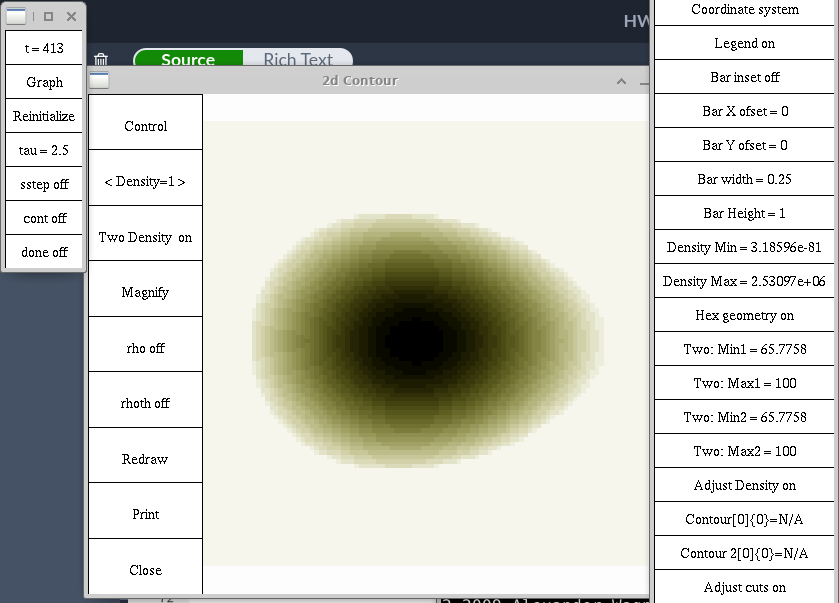 HW
Source Rich Text
2d Contour
t = 413
Graph
Reinitialize
tau = 2.5
sstep off
cont off
done off
Control
< Density=1 >
Two Density on
Magnify
rho off
rhoth off
Redraw
Print
Close
Coordinate system
Legend on
Bar inset off
Bar X ofset = 0
Bar Y ofset = 0
Bar width = 0.25
Bar Height = 1
Density Min = 3.18596e-81
Density Max = 2.53097e+06
Hex geometry on
Two: Min1 = 65.7758
Two: Max1 = 100
Two: Min2 = 65.7758
Two: Max2 = 100
Adjust Density on
Contour[0]{0}=N/A
Contour 2[0]{0}=N/A
Adjust cuts on